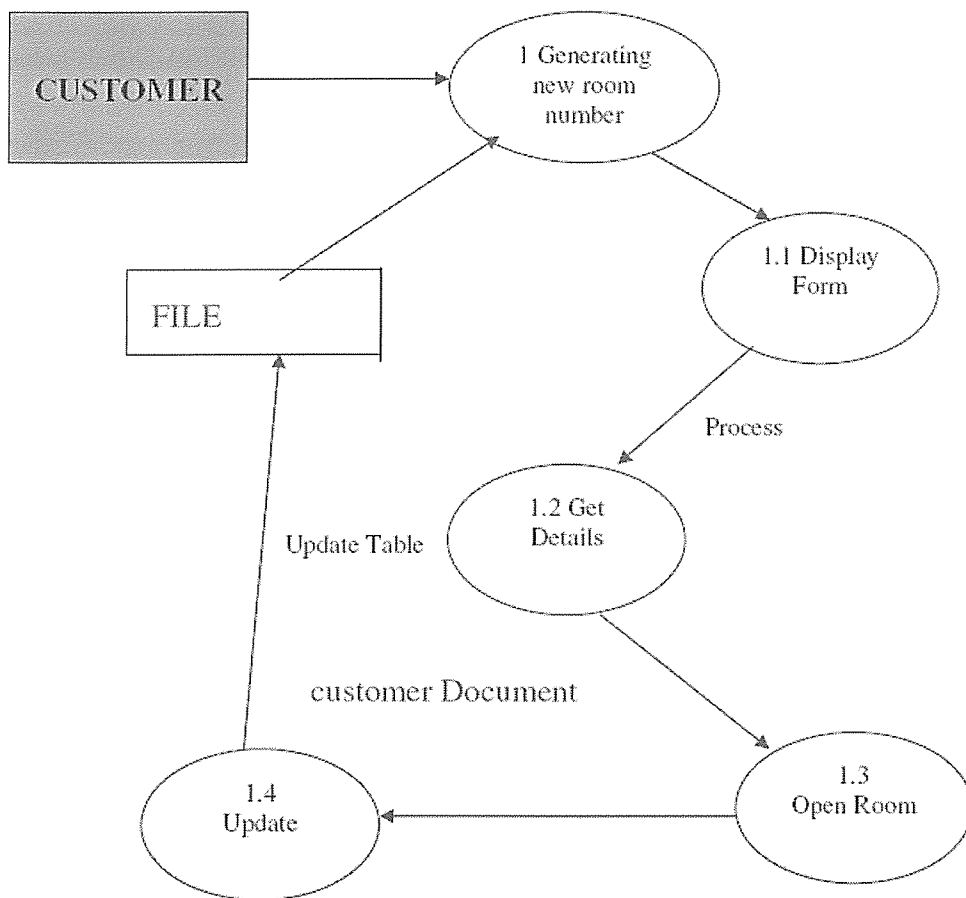 CUSTOMER
1 Generating
new room
number
1.1 Display
Form
FILE
Process
1.2 Get
Details
Update Table
customer Document
1.3
Open Room
1.4
Update